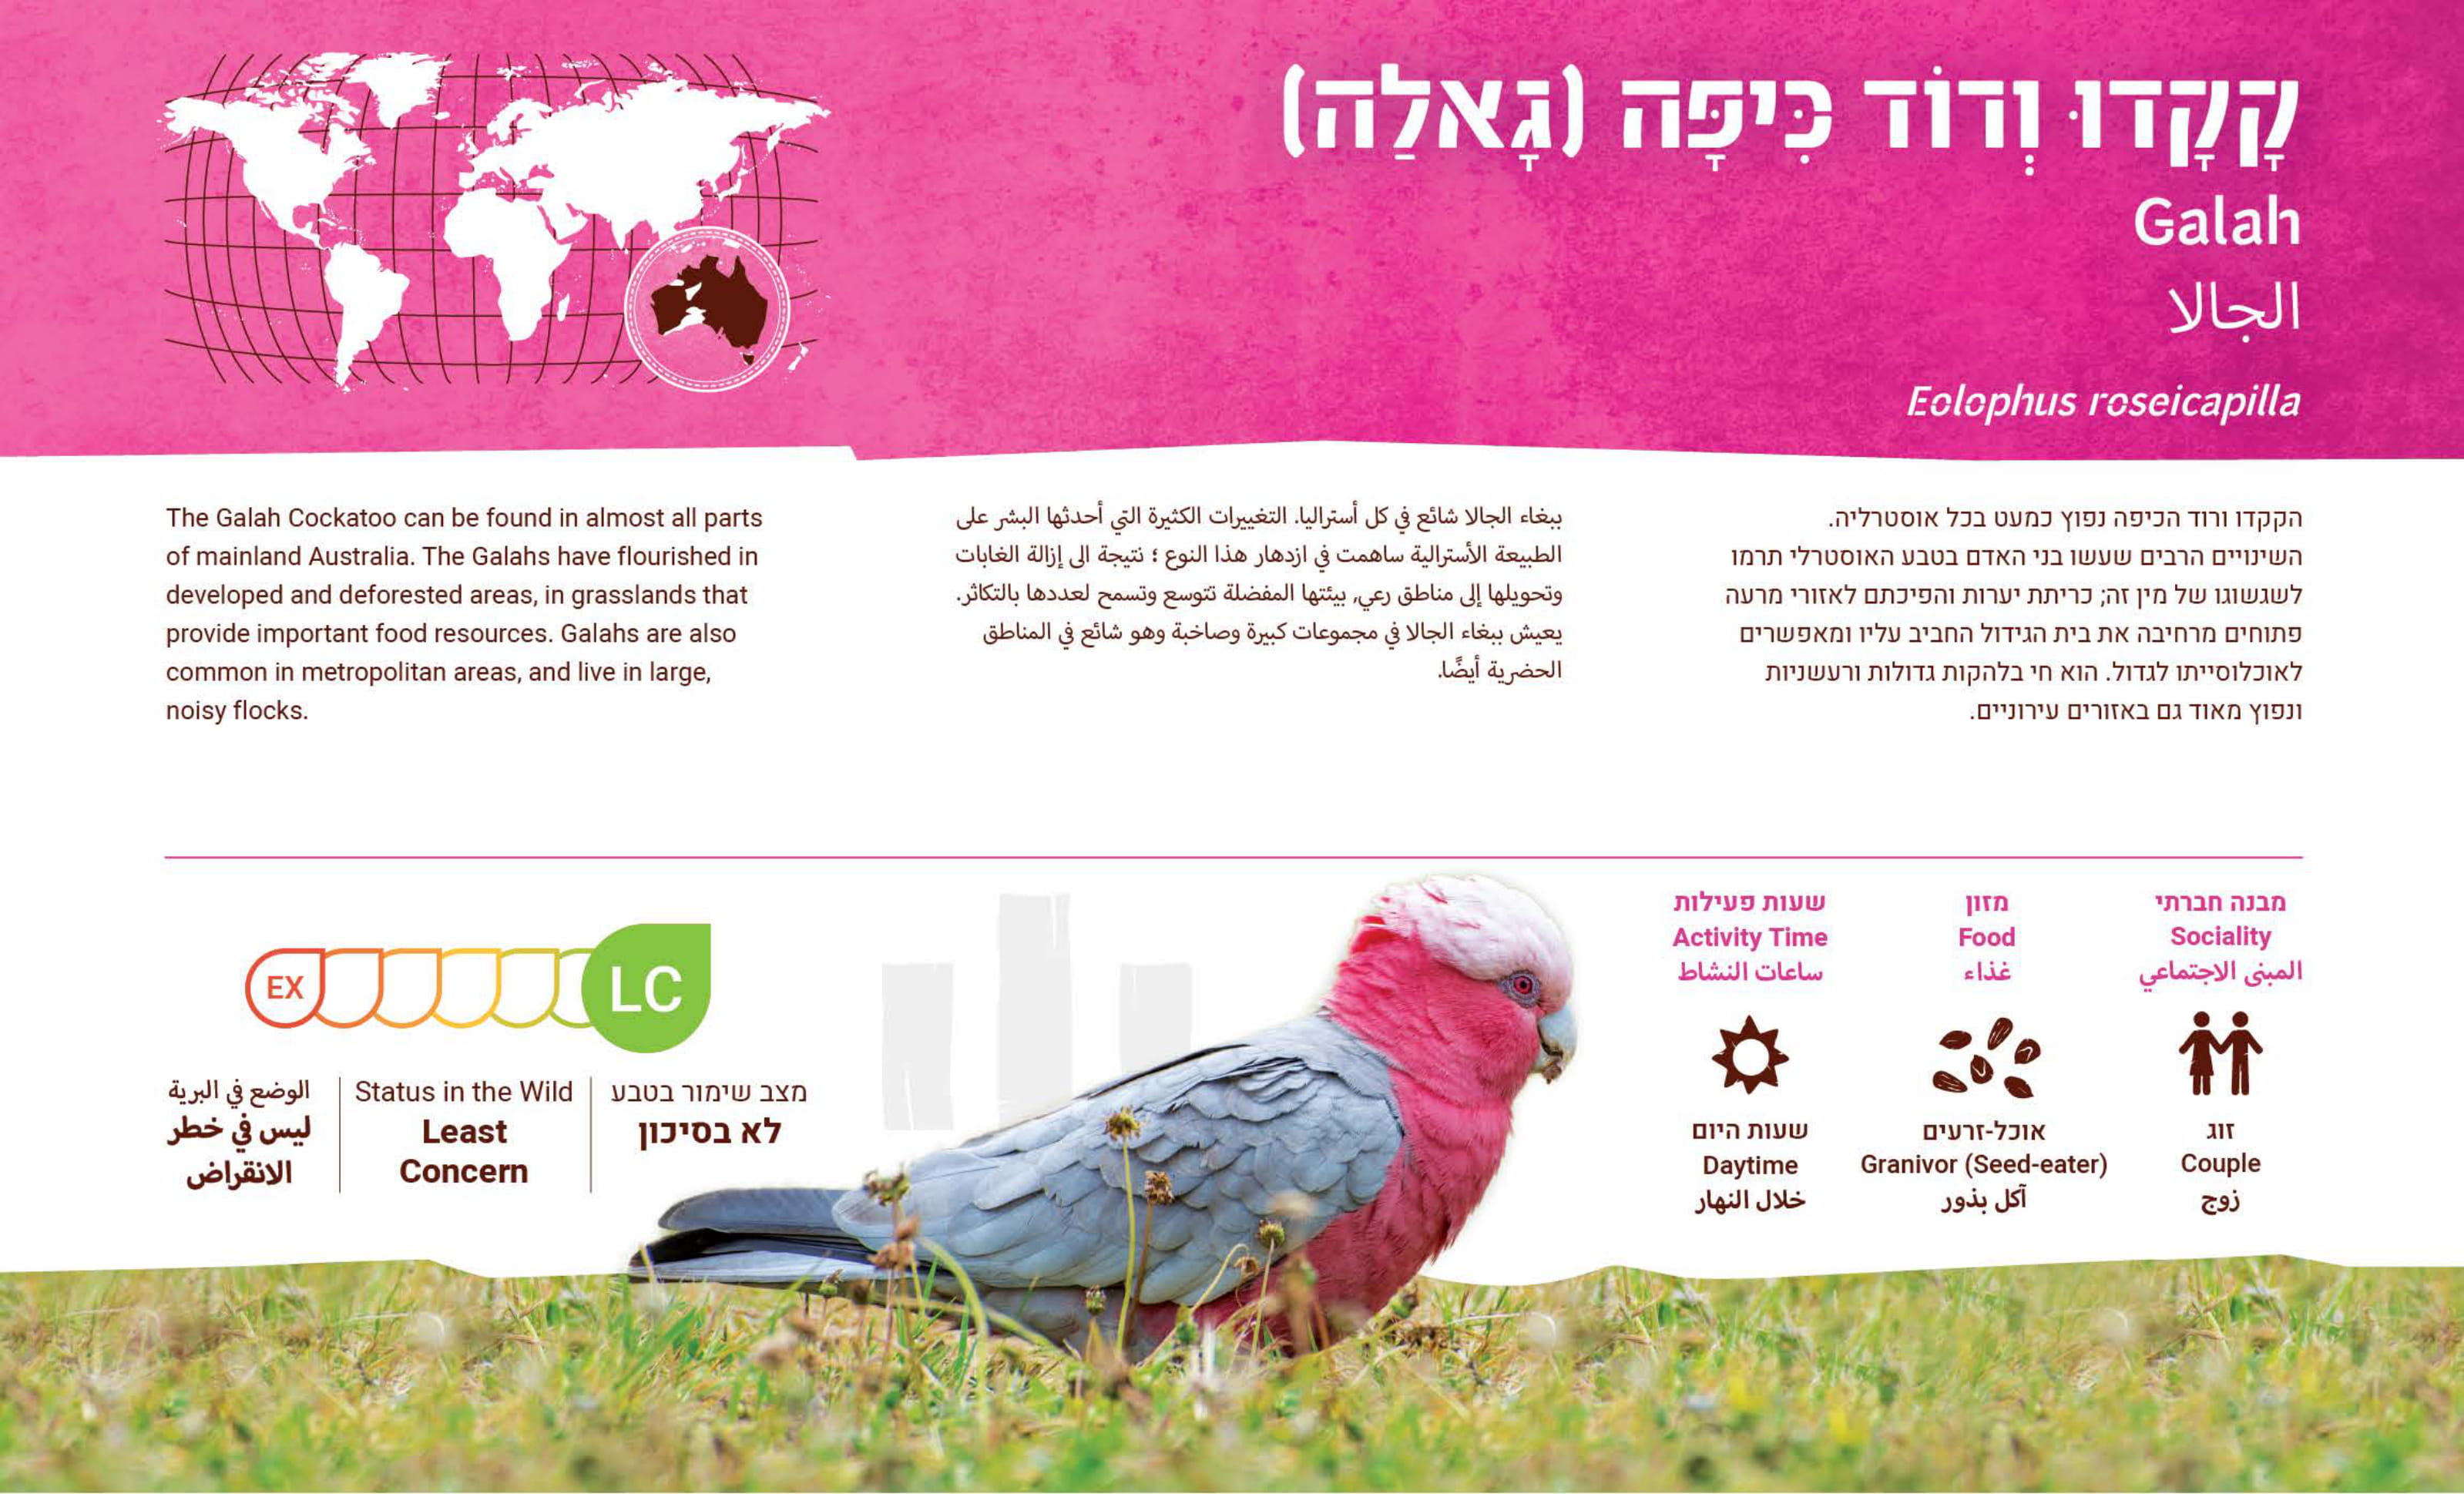 קָקָדוּ וְרוֹד כִּיפָּה (גָאלַה)
Galah
الجالا
Eolophus roseicapilla
הקקדו ורוד הכיפה נפוץ כמעט בכל אוסטרליה.
השינויים הרבים שעשו בני האדם בטבע האוסטרלי תרמו
לשגשוגו של מין זה; כריתת יערות והפיכתם לאזורי מרעה
פתוחים מרחיבה את בית הגידול החביב עליו ומאפשרים
לאוכלוסייתו לגדול. הוא חי בלהקות גדולות ורעשניות
ונפוץ מאוד גם באזורים עירוניים.
ببغاء الجالا شائع في كل أستراليا. التغييرات الكثيرة التي أحدثها البشر على
الطبيعة الأسترالية ساهمت في ازدهار هذا النوع ؛ نتيجة الى إزالة الغابات
وتحويلها إلى مناطق رعي, بيئتها المفضلة تتوسع وتسمح لعددها بالتكاثر.
يعيش ببغاء الجالا في مجموعات كبيرة وصاخبة وهو شائع في المناطق
الحضرية أيضًا.
The Galah Cockatoo can be found in almost all parts
of mainland Australia. The Galahs have flourished in
developed and deforested areas, in grasslands that
provide important food resources. Galahs are also
common in metropolitan areas, and live in large,
noisy flocks.
מבנה חברתי
Sociality
المبنى الاجتماعي
זוג
Couple
زوج
מזון
Food
غذاء
אוכל-זרעים
Granivor (Seed-eater)
آكل بذور
שעות פעילות
Activity Time
ساعات النشاط
שעות היום
Daytime
خلال النهار
EX
LC
מצב שימור בטבע
לא בסיכון
Status in the Wild
Least
Concern
الوضع في البرية
ليس في خطر
الانقراض